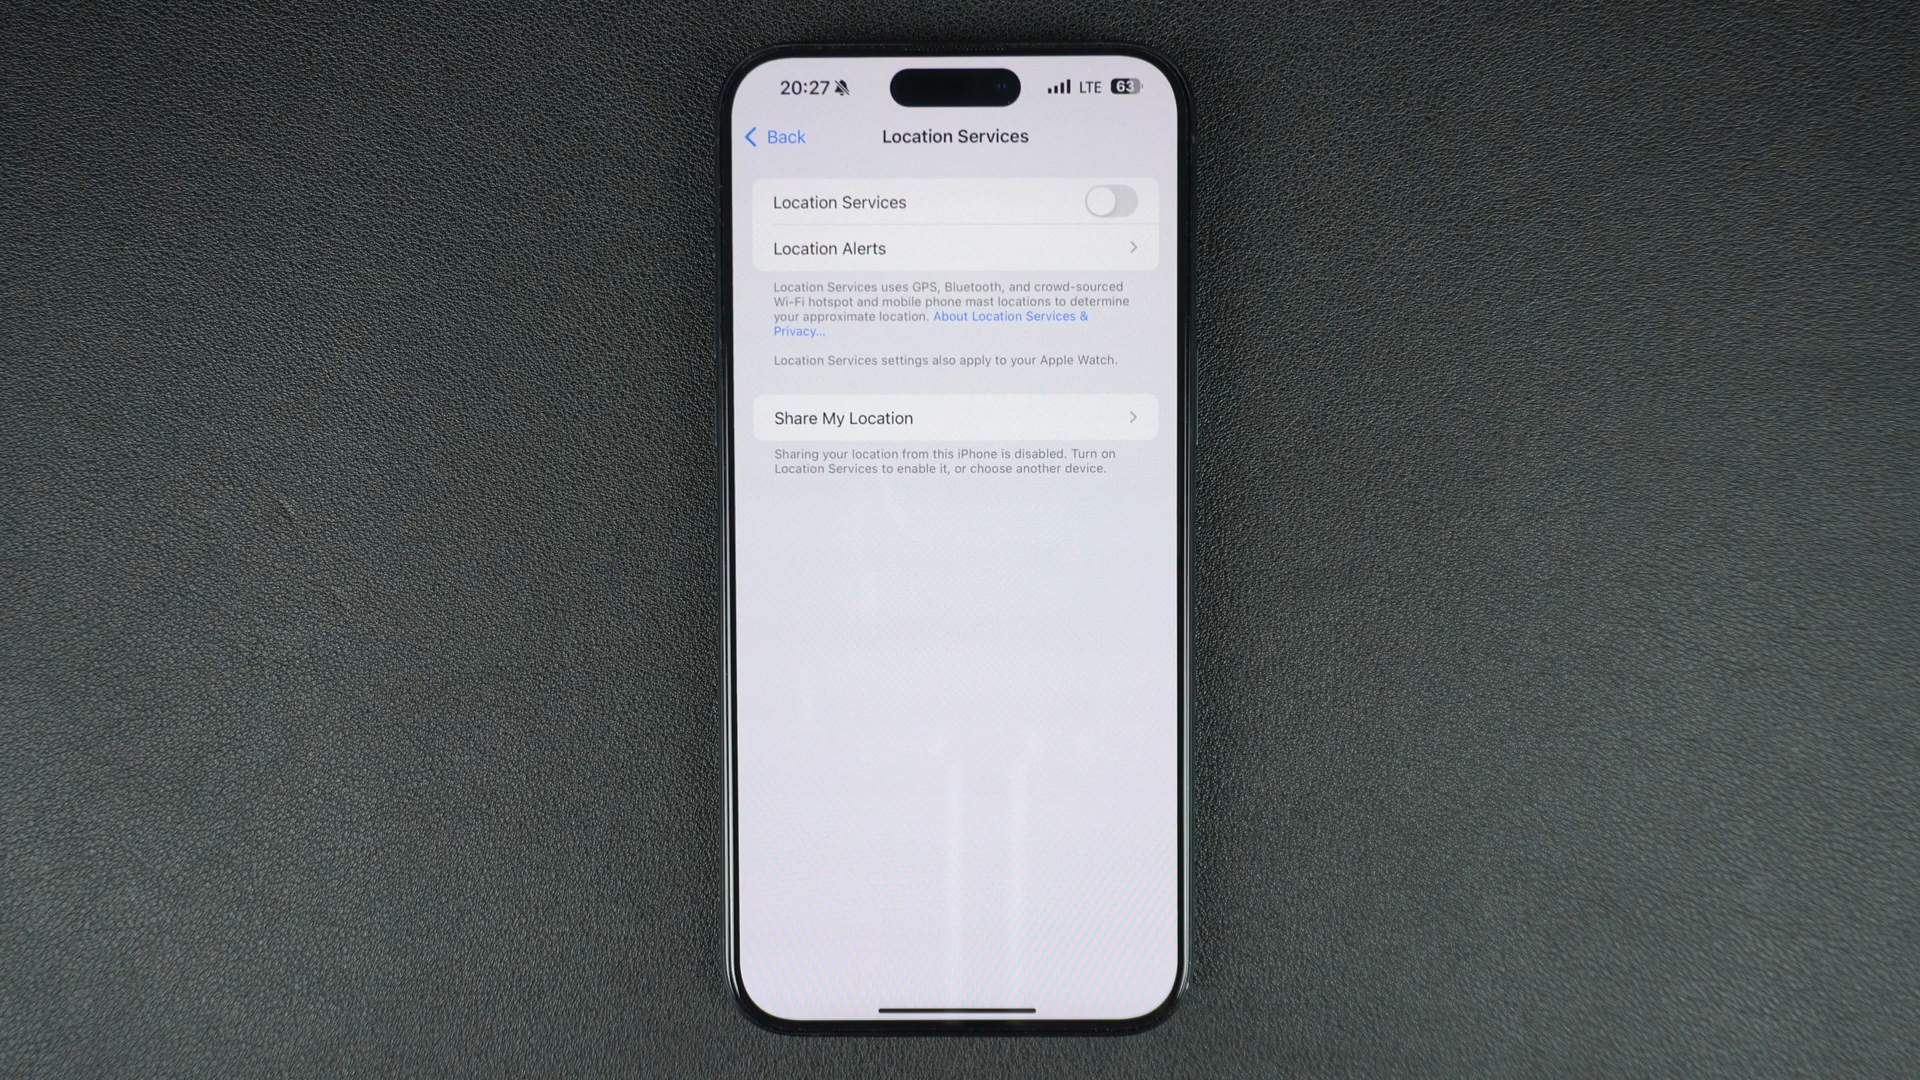 20:27
LTE 63
Back
Location Services
Location Services
Location Alerts
Location Services uses GPS, Bluetooth, and crowd-sourced
Wi-Fi hotspot and mobile phone mast locations to determine
your approximate location. About Location Services &
Privacy...
Location Services settings also apply to your Apple Watch.
Share My Location
Sharing your location from this iPhone is disabled. Turn on
Location Services to enable it, or choose another device.